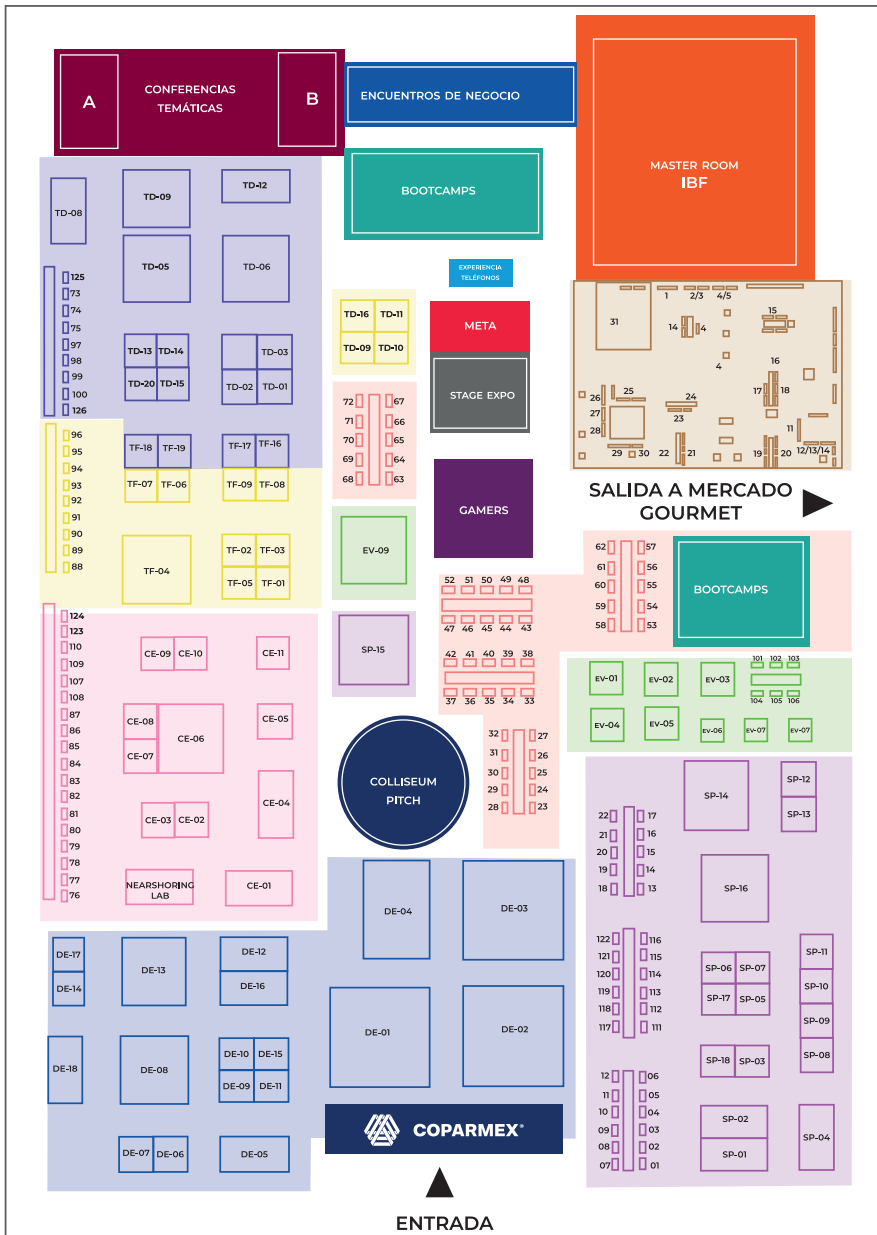 A
CONFERENCIAS
TEMÁTICAS
B
ENCUENTROS DE NEGOCIO
MASTER ROOM
IBF
BOOTCAMPS
TD-08
TD-09
TD-12
TD-05
TD-06
125
73
74
75
97
98
99
100
126
TD-13
TD-14
TD-20
TD-15
TD-03
TD-02
TD-01
EXPERIENCIA
TELÉFONOS
META
STAGE EXPO
TD-16
TD-11
TD-09
TD-10
31
1
2/3
4/5
14
4
15
4
16
17
18
26
25
27
28
24
23
29
30
22
21
19
20
11
12/13/14
72
67
71
66
70
65
69
64
68
63
96
95
94
93
92
91
90
89
88
TF-18
TF-19
TF-17
TF-16
TF-07
TF-06
TF-09
TF-08
TF-04
TF-02
TF-03
TF-05
TF-01
GAMERS
SALIDA A MERCADO
GOURMET
EV-09
SP-15
62
57
61
56
60
55
59
54
58
53
BOOTCAMPS
52
51
50
49
48
47
46
45
44
43
42
41
40
39
38
37
36
35
34
33
32
27
31
26
30
25
29
24
28
23
EV-01
EV-02
EV-03
101
102
103
104
105
106
EV-04
EV-05
EV-06
EV-07
EV-07
124
123
110
109
107
108
87
86
85
84
83
82
81
80
79
78
77
76
CE-09
CE-10
CE-11
CE-08
CE-07
CE-06
CE-05
CE-04
CE-03
CE-02
NEARSHORING
LAB
CE-01
COLLISEUM
PITCH
SP-14
SP-12
SP-13
22
17
21
16
20
15
19
14
18
13
SP-16
122
116
121
115
120
114
119
113
118
112
117
111
SP-06
SP-07
SP-17
SP-05
SP-11
SP-10
SP-09
SP-08
SP-18
SP-03
12
06
11
05
10
04
09
03
08
02
07
01
SP-02
SP-01
SP-04
DE-04
DE-03
DE-01
DE-02
DE-17
DE-14
DE-13
DE-12
DE-16
DE-18
DE-08
DE-10
DE-15
DE-09
DE-11
DE-07
DE-06
DE-05
COPARMEX®
ENTRADA